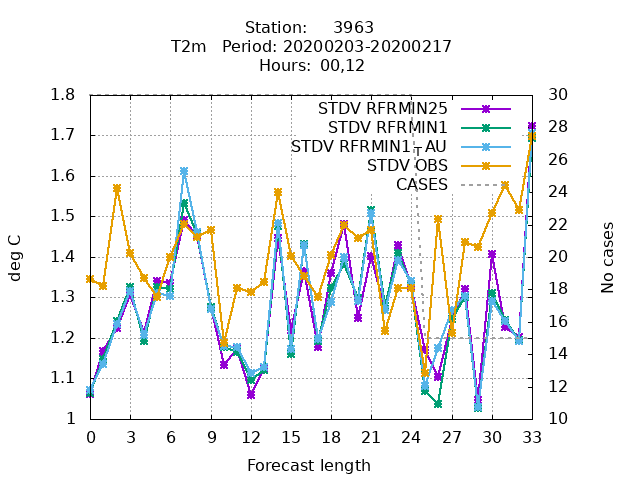 Station:     3963
T2m   Period: 20200203-20200217
Hours:  00,12
1.8
1.7
1.6
1.5
1.4
1.3
1.2
1.1
1
30
28
26
24
22
20
18
16
14
12
10
STDV RFRMIN25
STDV RFRMIN1
STDV RFRMIN1_T AU
STDV OBS
CASES
deg C
No cases
0 3 6 9 12 15 18 21 24 27 30 33
Forecast length